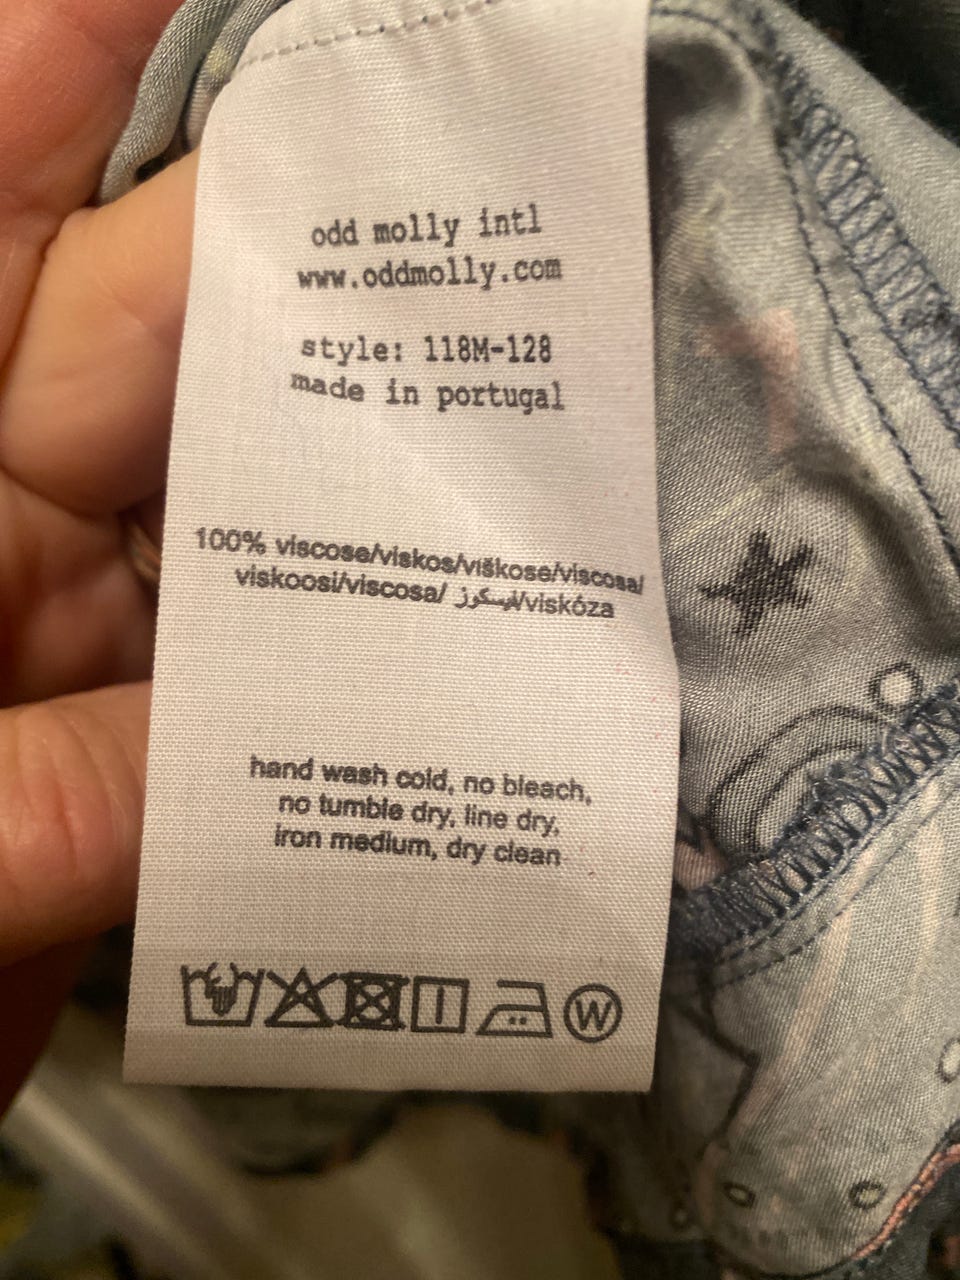 odd molly intl
www.oddmolly.com
style: 118M-128
made in portugal
100% viscose/viskos/viškose/viscosa/
viskoosi/viscosa/ فيسكوز/viskóza
hand wash cold, no bleach,
no tumble dry, line dry,
iron medium, dry clean
W